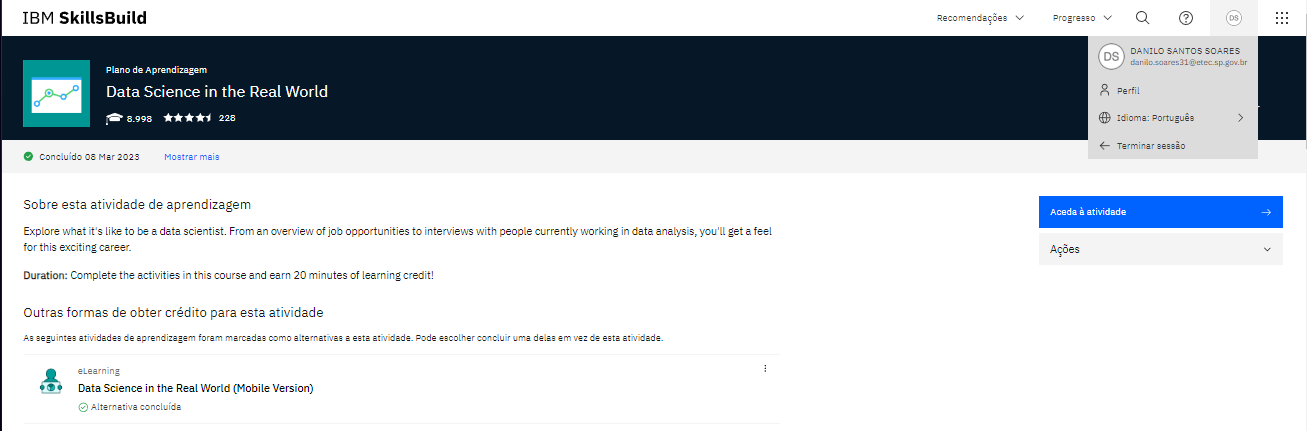 IBM SkillsBuild
Recomendações
Progresso
DS
DS
DANILO SANTOS SOARES
danilo.soares31@etec.sp.gov.br
Perfil
Idioma: Português
Terminar sessão
Plano de Aprendizagem
Data Science in the Real World
8.998
228
Concluído 08 Mar 2023
Mostrar mais
Sobre esta atividade de aprendizagem
Explore what it's like to be a data scientist. From an overview of job opportunities to interviews with people currently working in data analysis, you'll get a feel
for this exciting career.
Duration: Complete the activities in this course and earn 20 minutes of learning credit!
Aceda à atividade
Ações
Outras formas de obter crédito para esta atividade
As seguintes atividades de aprendizagem foram marcadas como alternativas a esta atividade. Pode escolher concluir uma delas em vez de esta atividade.
eLearning
Data Science in the Real World (Mobile Version)
Alternativa concluída